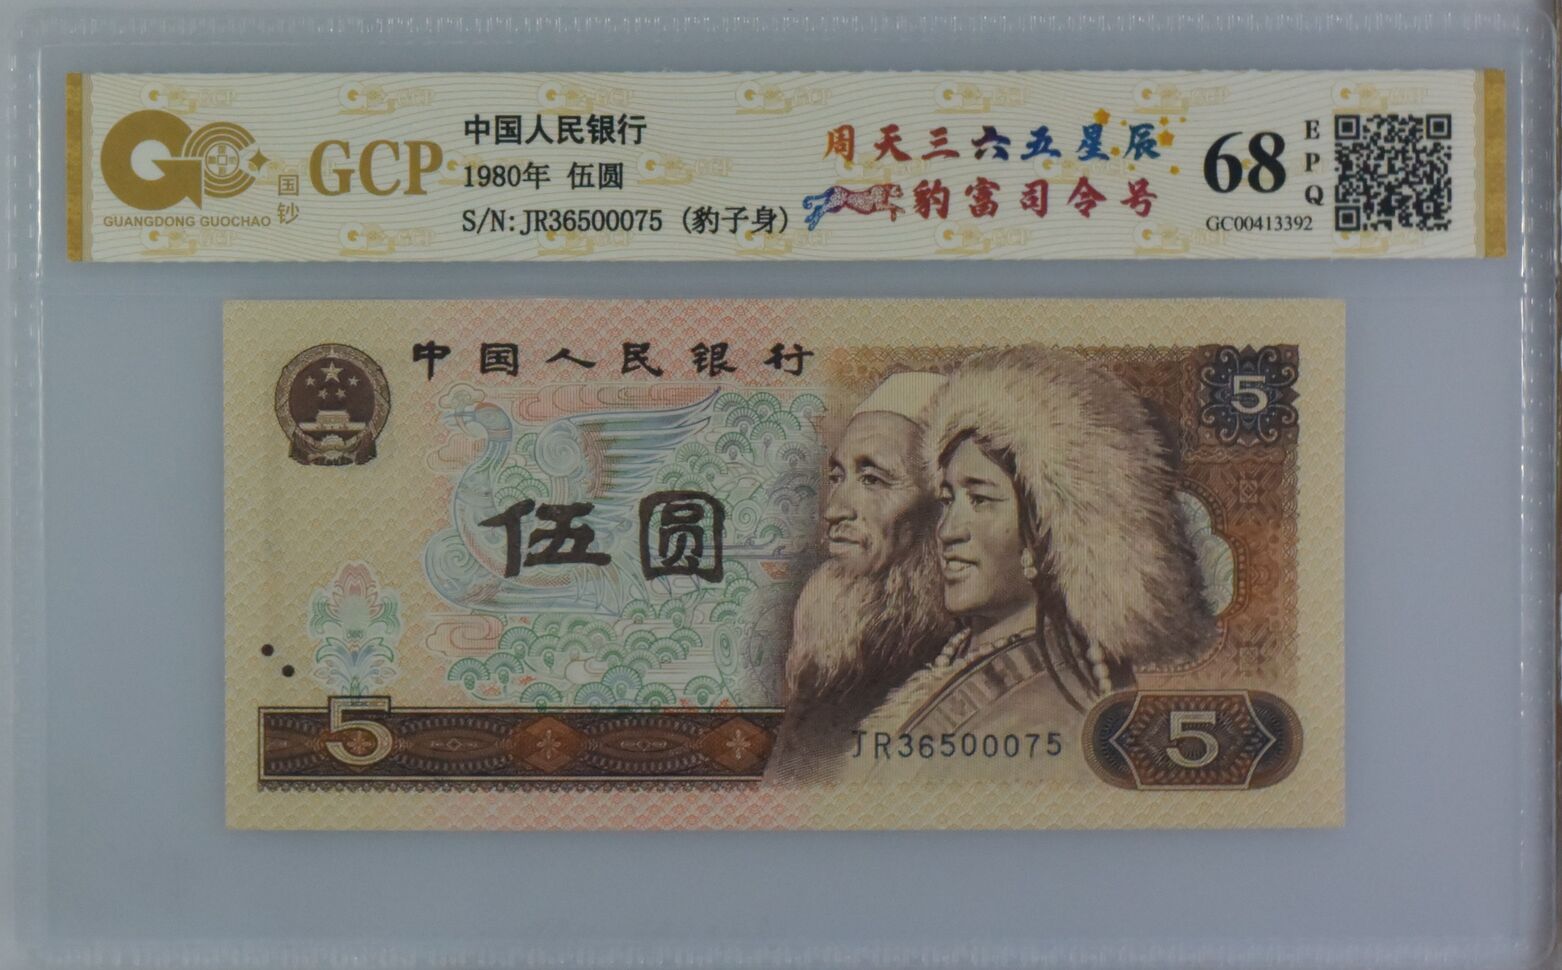 GCP
国钞
GUANGDONG GUOCHAO
中国人民银行
1980年 伍圆
S/N:JR36500075 (豹子身)
周天三六五星辰
豹富司令号
68
EPQ
GC00413392
中国人民银行
5
伍圆
5
JR36500075
5